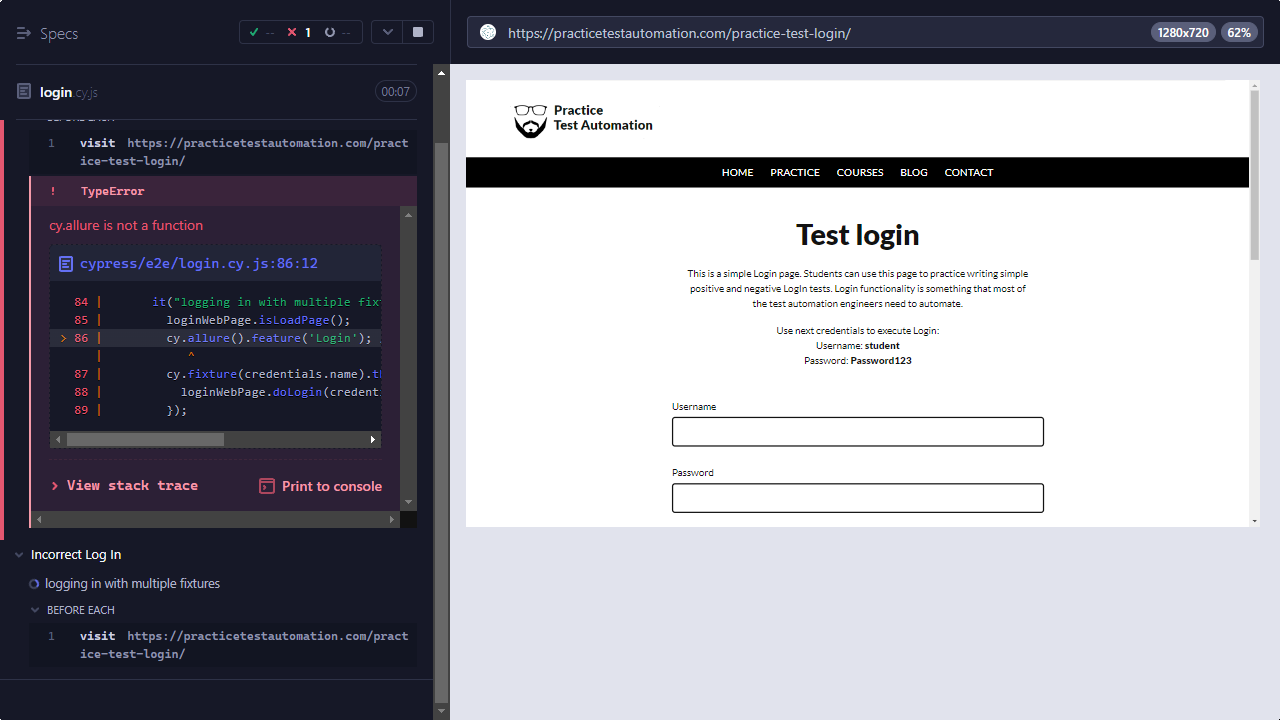 Specs
--
1
--
https://practicetestautomation.com/practice-test-login/
1280x720
62%
login.cy.js
00:07
1 visit https://practicetestautomation.com/pract
ice-test-login/
! TypeError
cy.allure is not a function
cypress/e2e/login.cy.js:86:12
84 | it("logging in with multiple fix
85 | loginWebPage.isLoadPage();
> 86 | cy.allure().feature('Login');
| ^
87 | cy.fixture(credentials.name).th
88 | loginWebPage.doLogin(credenti
89 | });
> View stack trace
Print to console
Incorrect Log In
logging in with multiple fixtures
BEFORE EACH
1 visit https://practicetestautomation.com/pract
ice-test-login/
Practice
Test Automation
HOME PRACTICE COURSES BLOG CONTACT
Test login
This is a simple Login page. Students can use this page to practice writing simple
positive and negative LogIn tests. Login functionality is something that most of
the test automation engineers need to automate.
Use next credentials to execute Login:
Username: student
Password: Password123
Username
Password